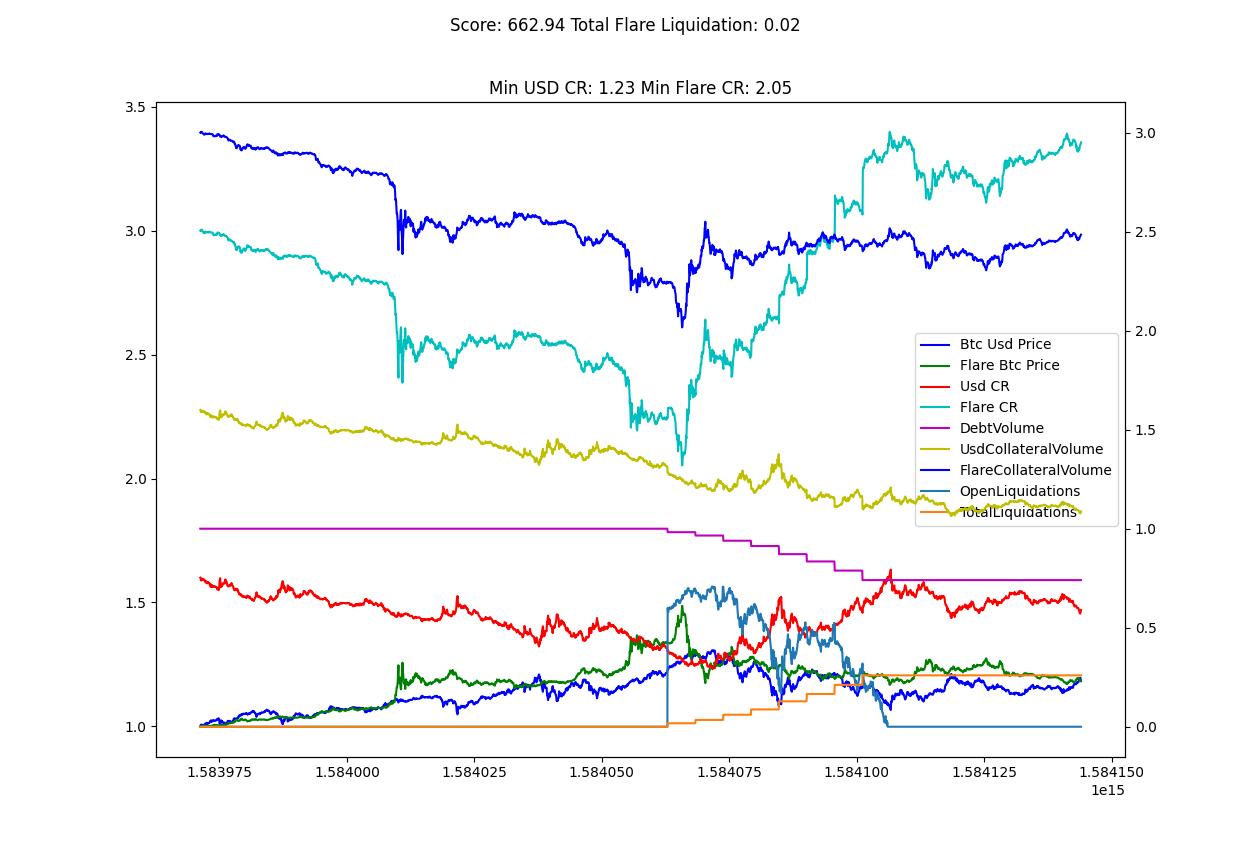 Score: 662.94 Total Flare Liquidation: 0.02
Min USD CR: 1.23 Min Flare CR: 2.05
3.5
3.0
2.5
2.0
1.5
1.0
3.0
2.5
2.0
1.5
1.0
0.5
0.0
Btc Usd Price
Flare Btc Price
Usd CR
Flare CR
DebtVolume
UsdCollateralVolume
FlareCollateralVolume
OpenLiquidations
TotalLiquidations
1.583975 1.584000 1.584025 1.584050 1.584075 1.584100 1.584125 1.584150
1e15